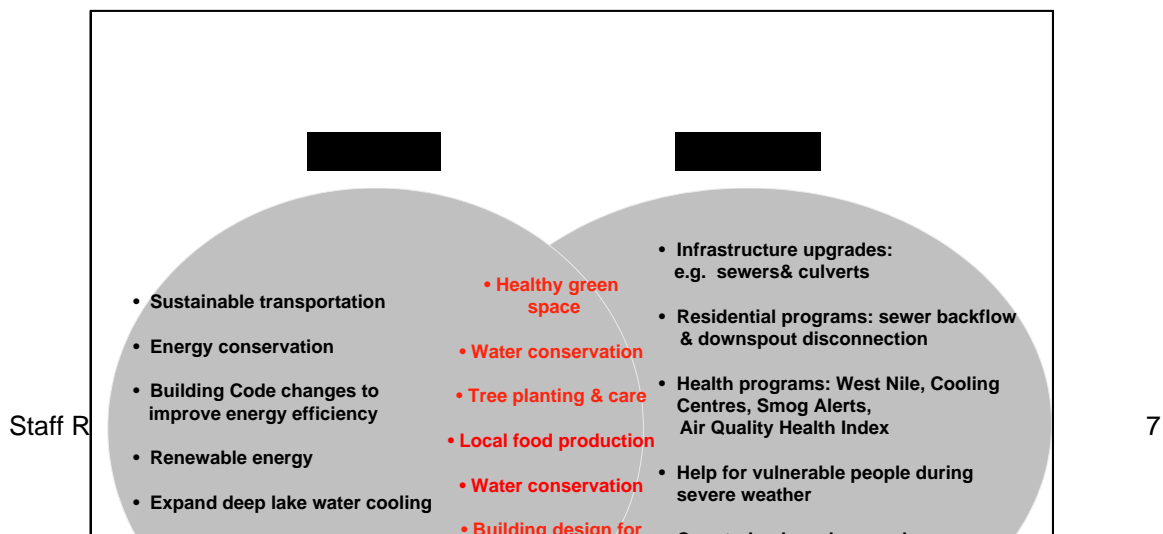 • Sustainable transportation
• Energy conservation
• Building Code changes to
improve energy efficiency
• Renewable energy
• Expand deep lake water cooling
• Healthy green
space
• Water conservation
• Tree planting & care
• Local food production
• Water conservation
• Building design for
• Infrastructure upgrades:
e.g. sewers& culverts
• Residential programs: sewer backflow
& downspout disconnection
• Health programs: West Nile, Cooling
Centres, Smog Alerts,
Air Quality Health Index
• Help for vulnerable people during
severe weather
Staff R
7